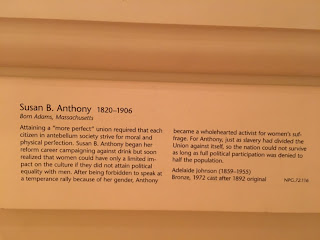 Susan B. Anthony 1820–1906
Born Adams, Massachusetts
Attaining a "more perfect" union required that each
citizen in antebellum society strive for moral and
physical perfection. Susan B. Anthony began her
reform career campaigning against drink but soon
realized that women could have only a limited im-
pact on the culture if they did not attain political
equality with men. After being forbidden to speak at
a temperance rally because of her gender, Anthony
became a wholehearted activist for women's suf-
frage. For Anthony, just as slavery had divided the
Union against itself, so the nation could not survive
as long as full political participation was denied to
half the population.
Adelaide Johnson (1859–1955)
Bronze, 1972 cast after 1892 original
NPG.72.116